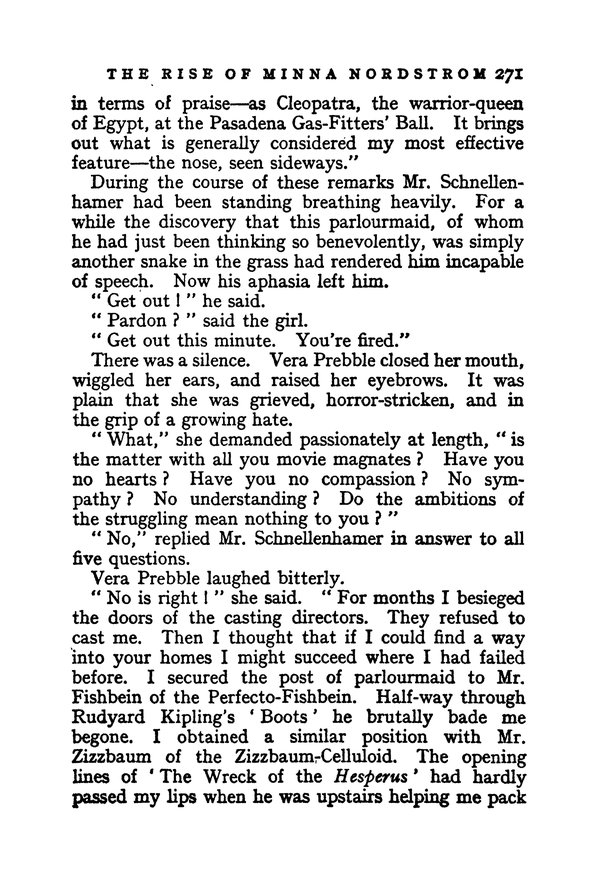 THE RISE OF MINNA NORDSTROM 271
in terms of praise—as Cleopatra, the warrior-queen
of Egypt, at the Pasadena Gas-Fitters' Ball. It brings
out what is generally considered my most effective
feature—the nose, seen sideways."
During the course of these remarks Mr. Schnellen-
hamer had been standing breathing heavily. For a
while the discovery that this parlourmaid, of whom
he had just been thinking so benevolently, was simply
another snake in the grass had rendered him incapable
of speech. Now his aphasia left him.
" Get out ! " he said.
" Pardon ? " said the girl.
" Get out this minute. You're fired."
There was a silence. Vera Prebble closed her mouth,
wiggled her ears, and raised her eyebrows. It was
plain that she was grieved, horror-stricken, and in
the grip of a growing hate.
" What," she demanded passionately at length, " is
the matter with all you movie magnates ? Have you
no hearts ? Have you no compassion ? No sym-
pathy ? No understanding ? Do the ambitions of
the struggling mean nothing to you ? "
" No," replied Mr. Schnellenhamer in answer to all
five questions.
Vera Prebble laughed bitterly.
" No is right ! " she said. " For months I besieged
the doors of the casting directors. They refused to
cast me. Then I thought that if I could find a way
into your homes I might succeed where I had failed
before. I secured the post of parlourmaid to Mr.
Fishbein of the Perfecto-Fishbein. Half-way through
Rudyard Kipling's ' Boots ' he brutally bade me
begone. I obtained a similar position with Mr.
Zizzbaum of the Zizzbaum-Celluloid. The opening
lines of ' The Wreck of the Hesperus ' had hardly
passed my lips when he was upstairs helping me pack